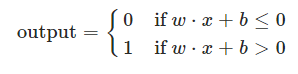 output = { 0 if w · x + b ≤ 0
1 if w · x + b > 0